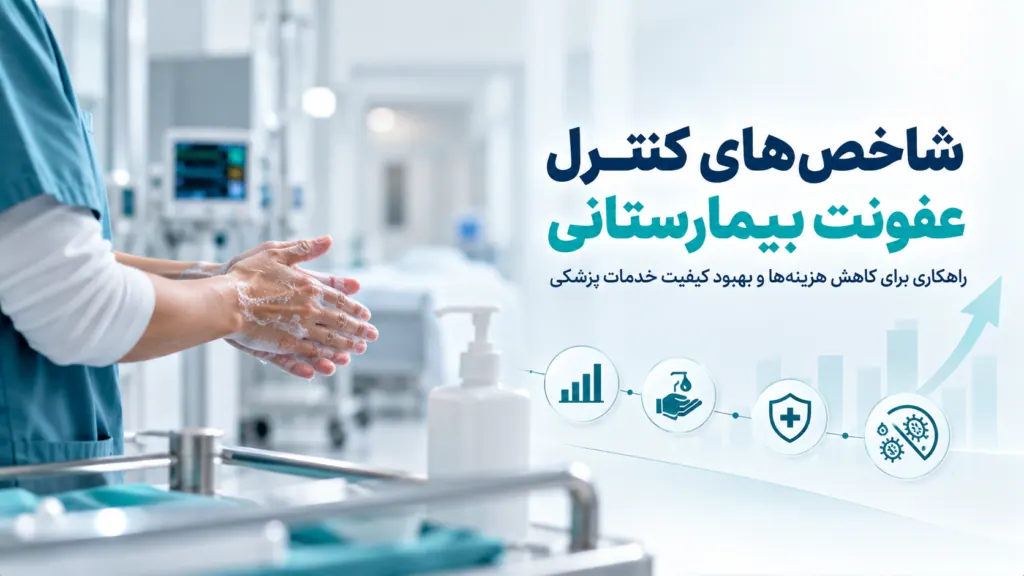 شاخص‌های کنترل
عفونت بیمارستانی
راهکاری برای کاهش هزینه‌ها و بهبود کیفیت خدمات پزشکی